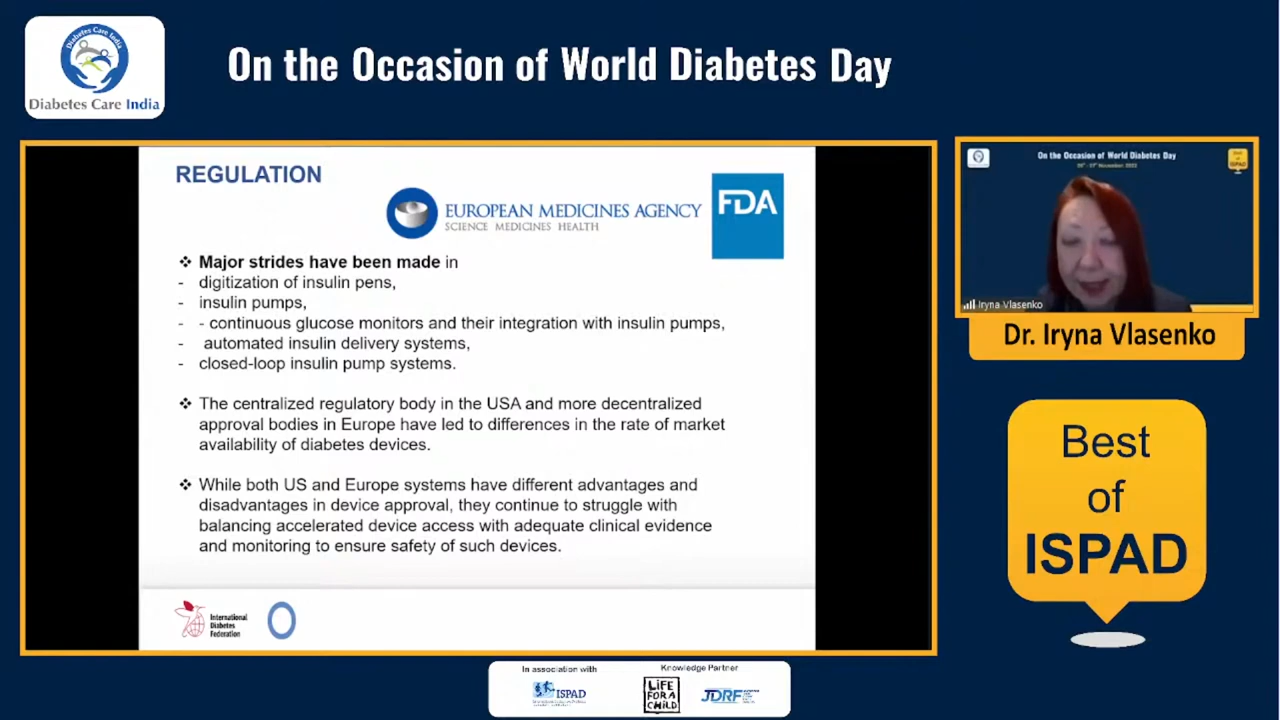 Diabetes Care India
Diabetes Care India
On the Occasion of World Diabetes Day
REGULATION
EUROPEAN MEDICINES AGENCY
SCIENCE MEDICINES HEALTH
FDA
❖ Major strides have been made in
- digitization of insulin pens,
- insulin pumps,
- - continuous glucose monitors and their integration with insulin pumps,
- automated insulin delivery systems,
- closed-loop insulin pump systems.
❖ The centralized regulatory body in the USA and more decentralized
approval bodies in Europe have led to differences in the rate of market
availability of diabetes devices.
❖ While both US and Europe systems have different advantages and
disadvantages in device approval, they continue to struggle with
balancing accelerated device access with adequate clinical evidence
and monitoring to ensure safety of such devices.
International
Diabetes
Federation
On the Occasion of World Diabetes Day
Best
of
ISPAD
Iryna Vlasenko
Dr. Iryna Vlasenko
Best
of
ISPAD
In association with
ISPAD
Knowledge Partner
LiFE
FOR A
CHiLD
JDRF